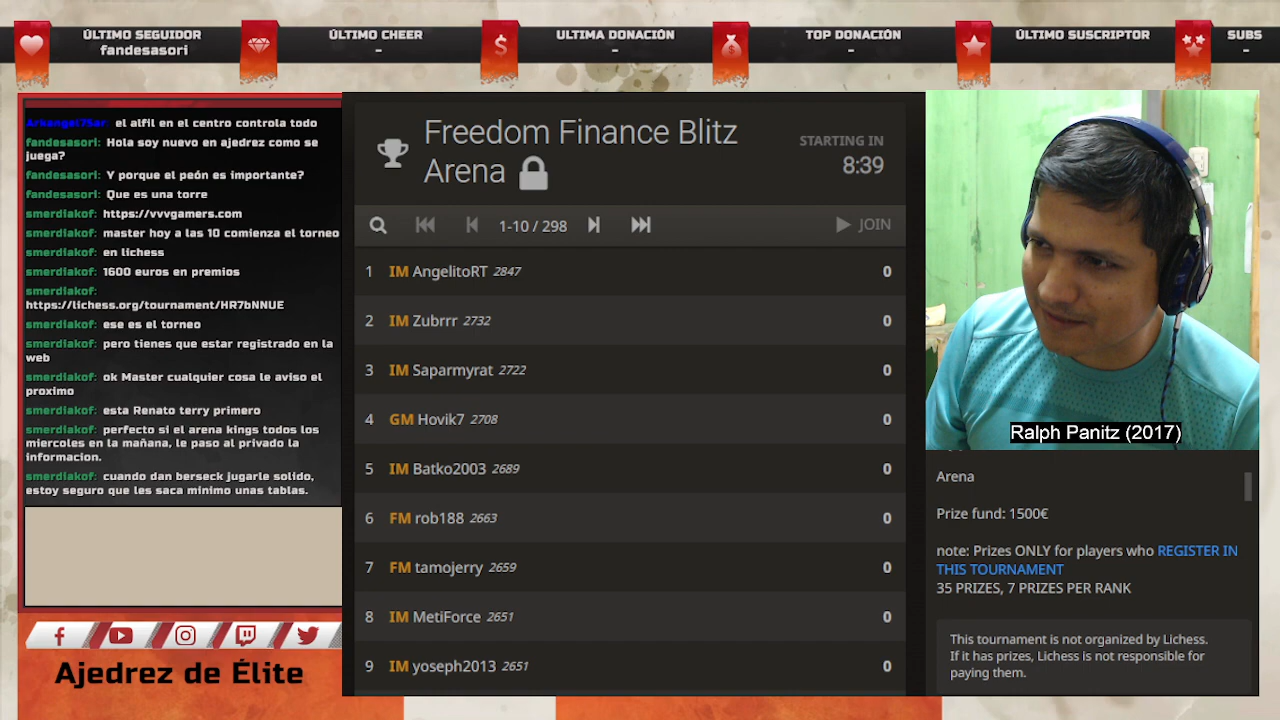 ÚLTIMO SEGUIDOR
fandesasori
ÚLTIMO CHEER
-
ULTIMA DONACIÓN
-
TOP DONACIÓN
-
ÚLTIMO SUSCRIPTOR
SUBS
-
Arkangel75ar: el alfil en el centro controla todo
fandesasori: Hola soy nuevo en ajedrez como se
juega?
fandesasori: Y porque el peón es importante?
fandesasori: Que es una torre
smerdiakof: https://vvvgamers.com
smerdiakof: master hoy a las 10 comienza el torneo
smerdiakof: en lichess
smerdiakof: 1600 euros en premios
smerdiakof:
https://lichess.org/tournament/HR7bNNUE
smerdiakof: ese es el torneo
smerdiakof: pero tienes que estar registrado en la
web
smerdiakof: ok Master cualquier cosa le aviso el
proximo
smerdiakof: esta Renato terry primero
smerdiakof: perfecto si el arena kings todos los
miercoles en la mañana, le paso al privado la
informacion.
smerdiakof: cuando dan berseck jugarle solido,
estoy seguro que les saca minimo unas tablas.
Ajedrez de Élite
Freedom Finance Blitz
Arena
STARTING IN
8:39
1-10 / 298
JOIN
1 IM AngelitoRT 2847 0
2 IM Zubrrr 2732 0
3 IM Saparmyrat 2722 0
4 GM Hovik7 2708 0
5 IM Batko2003 2689 0
6 FM rob188 2663 0
7 FM tamojerry 2659 0
8 IM MetiForce 2651 0
9 IM yoseph2013 2651 0
Ralph Panitz (2017)
Arena
Prize fund: 1500€
note: Prizes ONLY for players who REGISTER IN
THIS TOURNAMENT
35 PRIZES, 7 PRIZES PER RANK
This tournament is not organized by Lichess.
If it has prizes, Lichess is not responsible for
paying them.